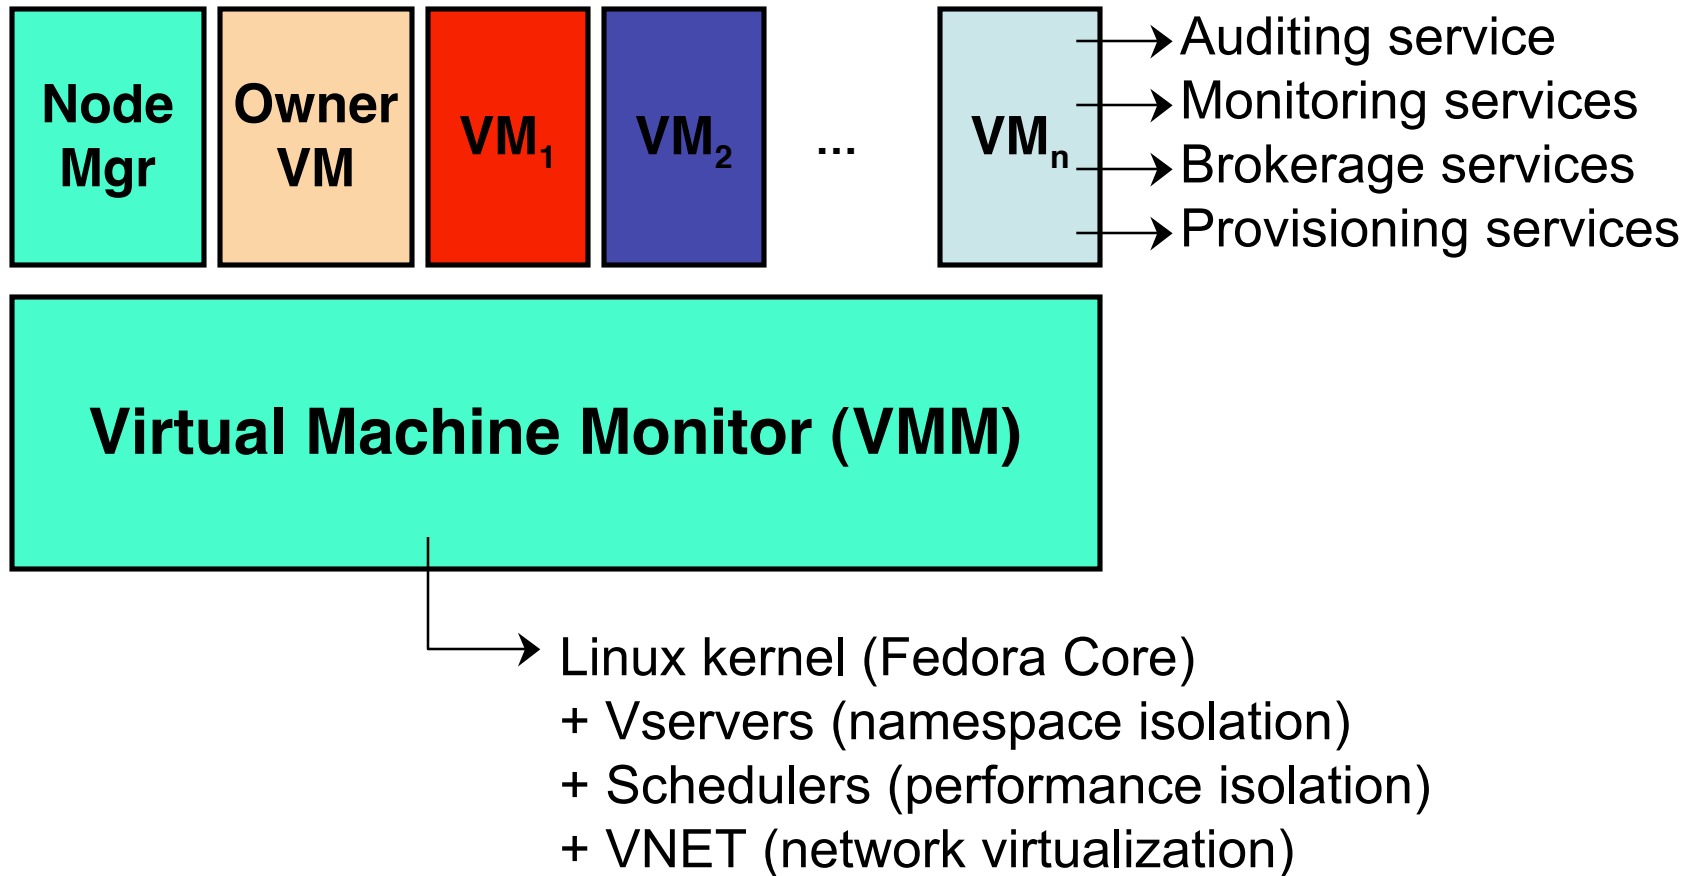 Node
Mgr
Owner
VM
VM1
VM2
...
VMn
Auditing service
Monitoring services
Brokerage services
Provisioning services
Virtual Machine Monitor (VMM)
Linux kernel (Fedora Core)
+ Vservers (namespace isolation)
+ Schedulers (performance isolation)
+ VNET (network virtualization)